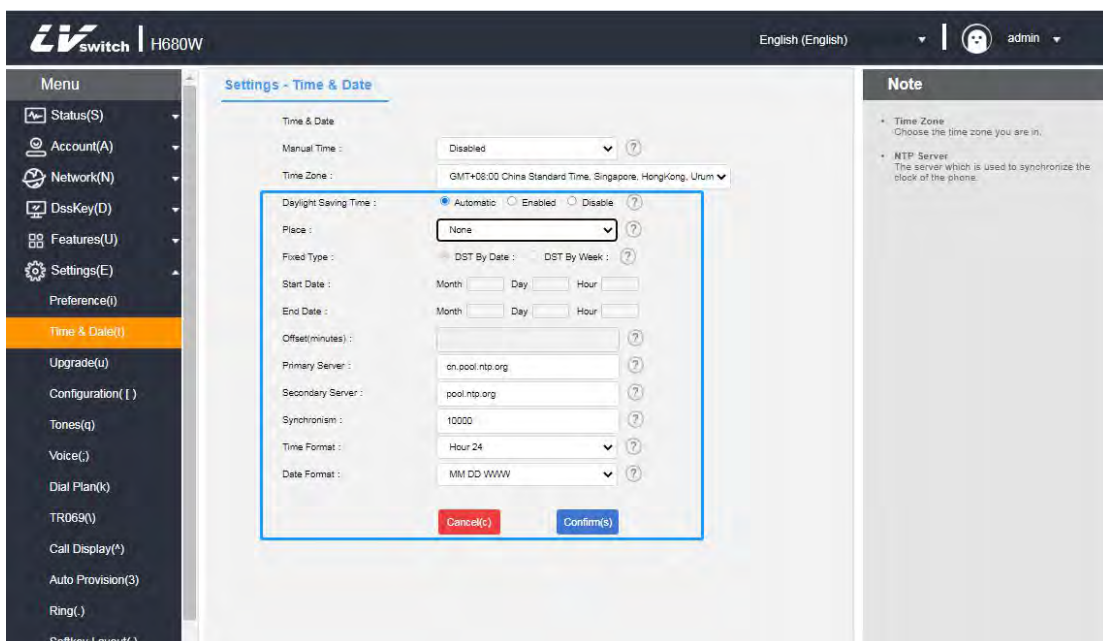 LVswitch | H680W
English (English)
admin
Menu
Status(S)
Account(A)
Network(N)
DssKey(D)
Features(U)
Settings(E)
Preference(i)
Time & Date(t)
Upgrade(u)
Configuration( [ )
Tones(q)
Voice(;)
Dial Plan(k)
TR069(\)
Call Display(^)
Auto Provision(3)
Ring(.)
Settings - Time & Date
Time & Date
Manual Time : Disabled ?
Time Zone : GMT+08:00 China Standard Time, Singapore, HongKong, Urum
Daylight Saving Time : Automatic Enabled Disable ?
Place : None ?
Fixed Type : DST By Date : DST By Week : ?
Start Date : Month Day Hour
End Date : Month Day Hour
Offset(minutes) : ?
Primary Server : cn.pool.ntp.org ?
Secondary Server : pool.ntp.org ?
Synchronism : 10000 ?
Time Format : Hour 24 ?
Date Format : MM DD WWW ?
Cancel(c) Confirm(s)
Note
• Time Zone
Choose the time zone you are in.
• NTP Server
The server which is used to synchronize the
clock of the phone.